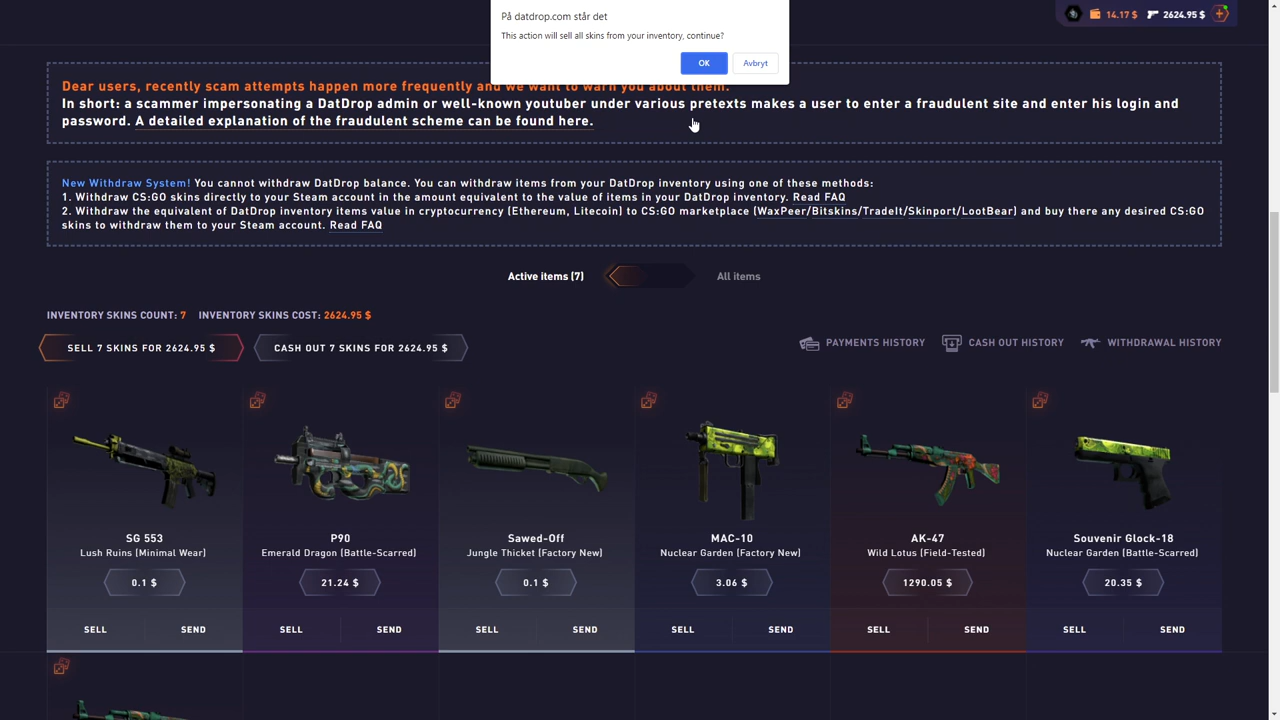 På datdrop.com står det
This action will sell all skins from your inventory, continue?
OK
Avbryt
14.17 $
2624.95 $
Dear users, recently scam attempts happen more frequently and we want to warn you about them.
In short: a scammer impersonating a DatDrop admin or well-known youtuber under various pretexts makes a user to enter a fraudulent site and enter his login and
password. A detailed explanation of the fraudulent scheme can be found here.
New Withdraw System! You cannot withdraw DatDrop balance. You can withdraw items from your DatDrop inventory using one of these methods:
1. Withdraw CS:GO skins directly to your Steam account in the amount equivalent to the value of items in your DatDrop inventory. Read FAQ
2. Withdraw the equivalent of DatDrop inventory items value in cryptocurrency (Ethereum, Litecoin) to CS:GO marketplace (WaxPeer/Bitskins/TradeIt/Skinport/LootBear) and buy there any desired CS:GO
skins to withdraw them to your Steam account. Read FAQ
Active items (7)
All items
INVENTORY SKINS COUNT: 7 INVENTORY SKINS COST: 2624.95 $
SELL 7 SKINS FOR 2624.95 $
CASH OUT 7 SKINS FOR 2624.95 $
PAYMENTS HISTORY
CASH OUT HISTORY
WITHDRAWAL HISTORY
SG 553
Lush Ruins (Minimal Wear)
0.1 $
SELL
SEND
P90
Emerald Dragon (Battle-Scarred)
21.24 $
SELL
SEND
Sawed-Off
Jungle Thicket (Factory New)
0.1 $
SELL
SEND
MAC-10
Nuclear Garden (Factory New)
3.06 $
SELL
SEND
AK-47
Wild Lotus (Field-Tested)
1290.05 $
SELL
SEND
Souvenir Glock-18
Nuclear Garden (Battle-Scarred)
20.35 $
SELL
SEND